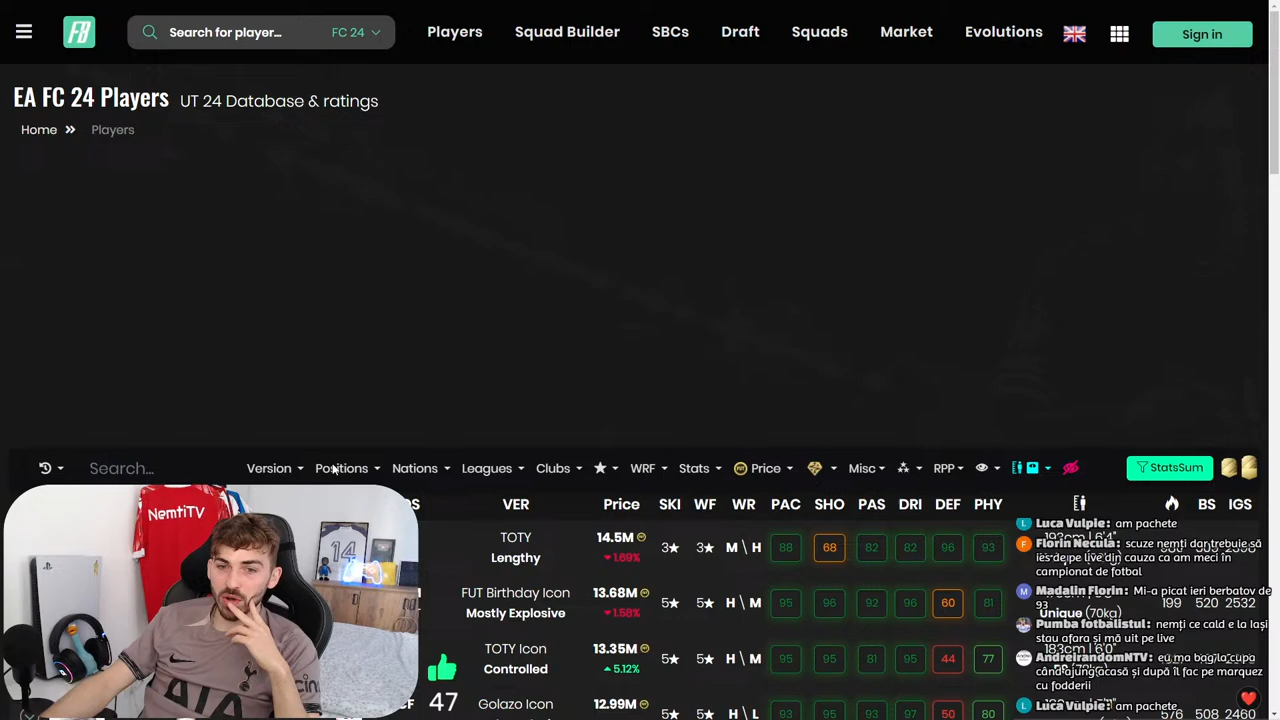 Search for player... FC 24
Players Squad Builder SBCs Draft Squads Market Evolutions Sign in
EA FC 24 Players UT 24 Database & ratings
Home » Players
Search... Version Positions Nations Leagues Clubs WRF Stats Price Misc RPP StatsSum
VER Price SKI WF WR PAC SHO PAS DRI DEF PHY BS IGS
TOTY 14.5M 3★ 3★ M \ H 88 68 82 82 96 93
Lengthy 1.69%
FUT Birthday Icon 13.68M 5★ 5★ H \ M 95 96 92 96 60 81
Mostly Explosive 1.58%
Unique (70kg) 199 520 2532
TOTY Icon 13.35M 5★ 5★ H \ M 95 95 81 95 44 77
Controlled 5.12%
183cm | 6'0"
Golazo Icon 12.99M 5★ 5★ H \ L 93 95 93 97 50 80
576 508 2460
NemtiTV
14
47
Luca Vulpie: am pachete
Florin Necula: scuze nemți dar trebuie să
ies de pe live din cauza ca am meci în
campionat de fotbal
Madalin Florin: Mi-a picat ieri berbatov de
93
Pumba fotbalistul: nemți ce cald e la Iași
stau afara și mă uit pe live
AndreirandomNTV: eu ma bag la cupa
când ajung acasă și după îl fac pe marquez
cu fodderii
Luca Vulpie: am pachete